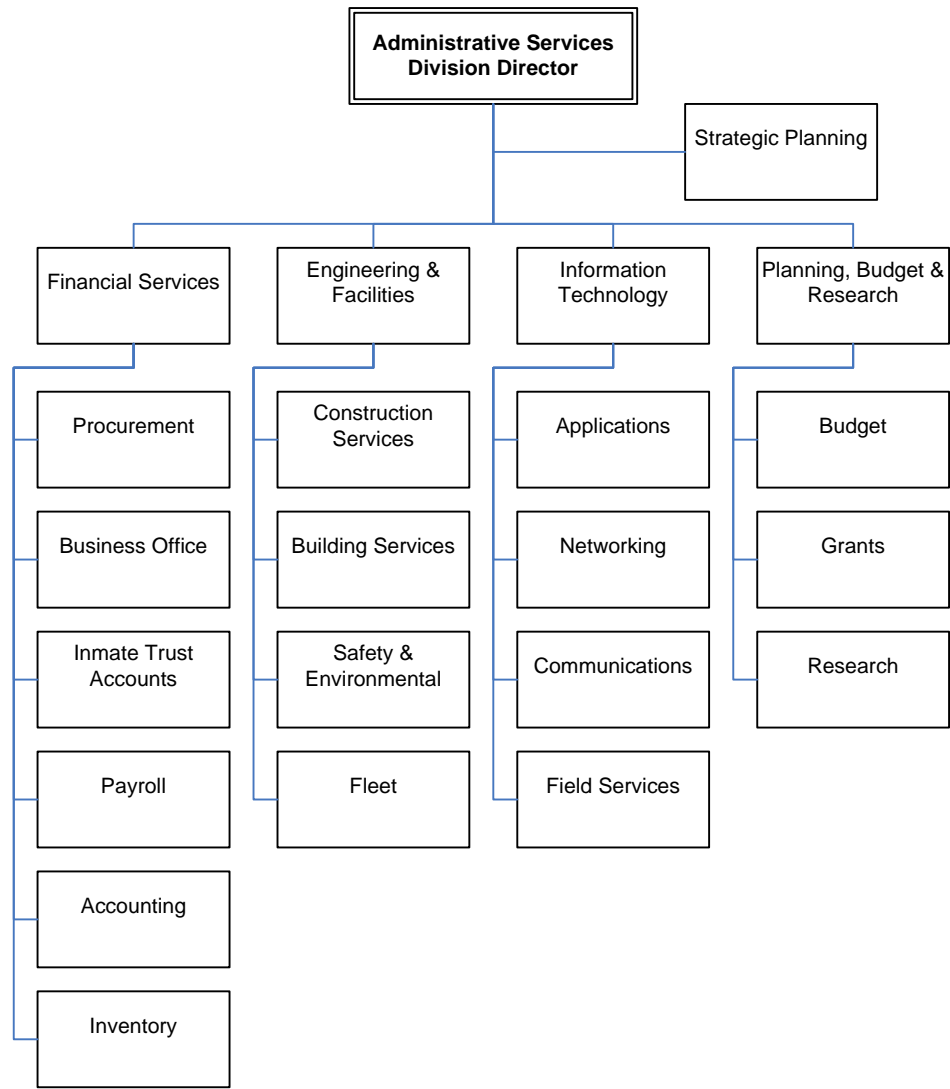 Administrative Services
Division Director
Strategic Planning
Financial Services
Engineering &
Facilities
Information
Technology
Planning, Budget &
Research
Procurement
Construction
Services
Applications
Budget
Business Office
Building Services
Networking
Grants
Inmate Trust
Accounts
Safety &
Environmental
Communications
Research
Payroll
Fleet
Field Services
Accounting
Inventory